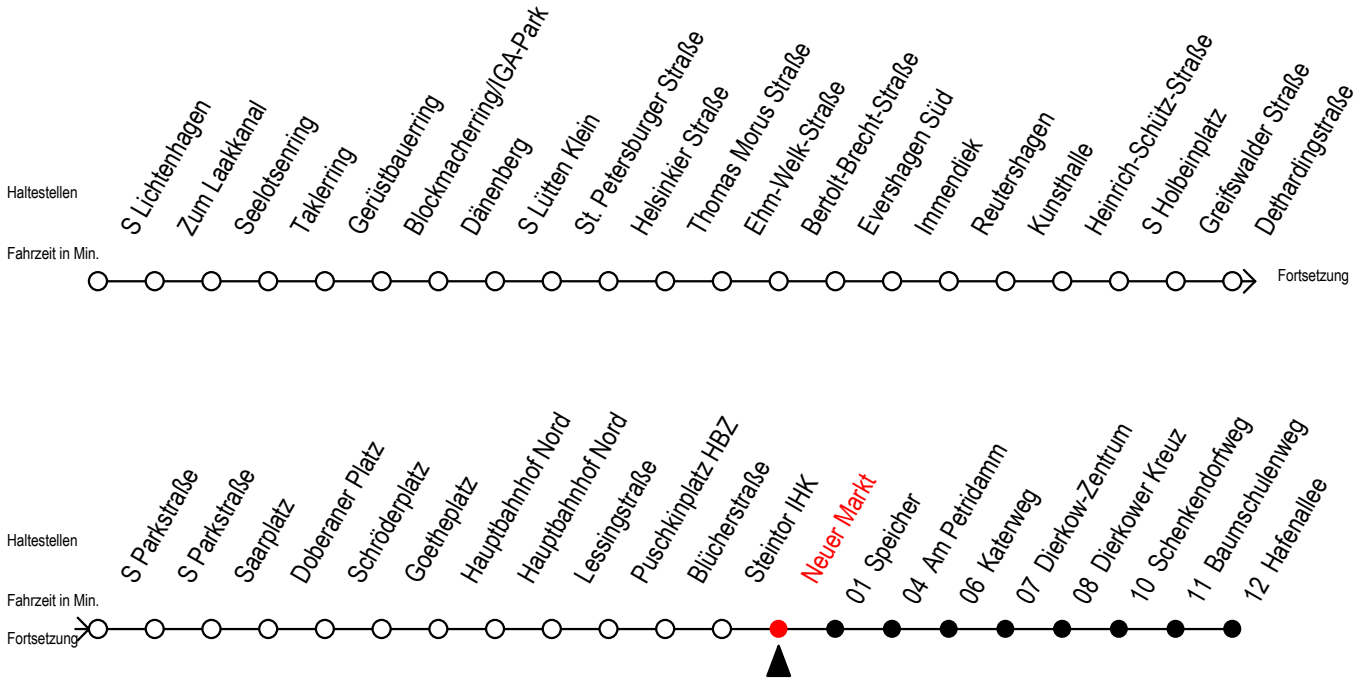 Haltestellen
S Lichtenhagen
Zum Laakkanal
Seelotsenring
Taklerring
Gerüstbauerring
Blockmacherring/IGA-Park
Dänenberg
S Lütten Klein
St. Petersburger Straße
Helsinkier Straße
Thomas Morus Straße
Ehm-Welk-Straße
Bertolt-Brecht-Straße
Evershagen Süd
Immendiek
Reutershagen
Kunsthalle
Heinrich-Schütz-Straße
S Holbeinplatz
Greifswalder Straße
Dethardingstraße
Fahrzeit in Min.
Fortsetzung
Haltestellen
S Parkstraße
S Parkstraße
Saarplatz
Doberaner Platz
Schröderplatz
Goetheplatz
Hauptbahnhof Nord
Hauptbahnhof Nord
Lessingstraße
Puschkinplatz HBZ
Blücherstraße
Steintor IHK
Neuer Markt
01 Speicher
04 Am Petridamm
06 Katenweg
07 Dierkow-Zentrum
08 Dierkower Kreuz
10 Schenkendorfweg
11 Baumschulenweg
12 Hafenallee
Fahrzeit in Min.
Fortsetzung